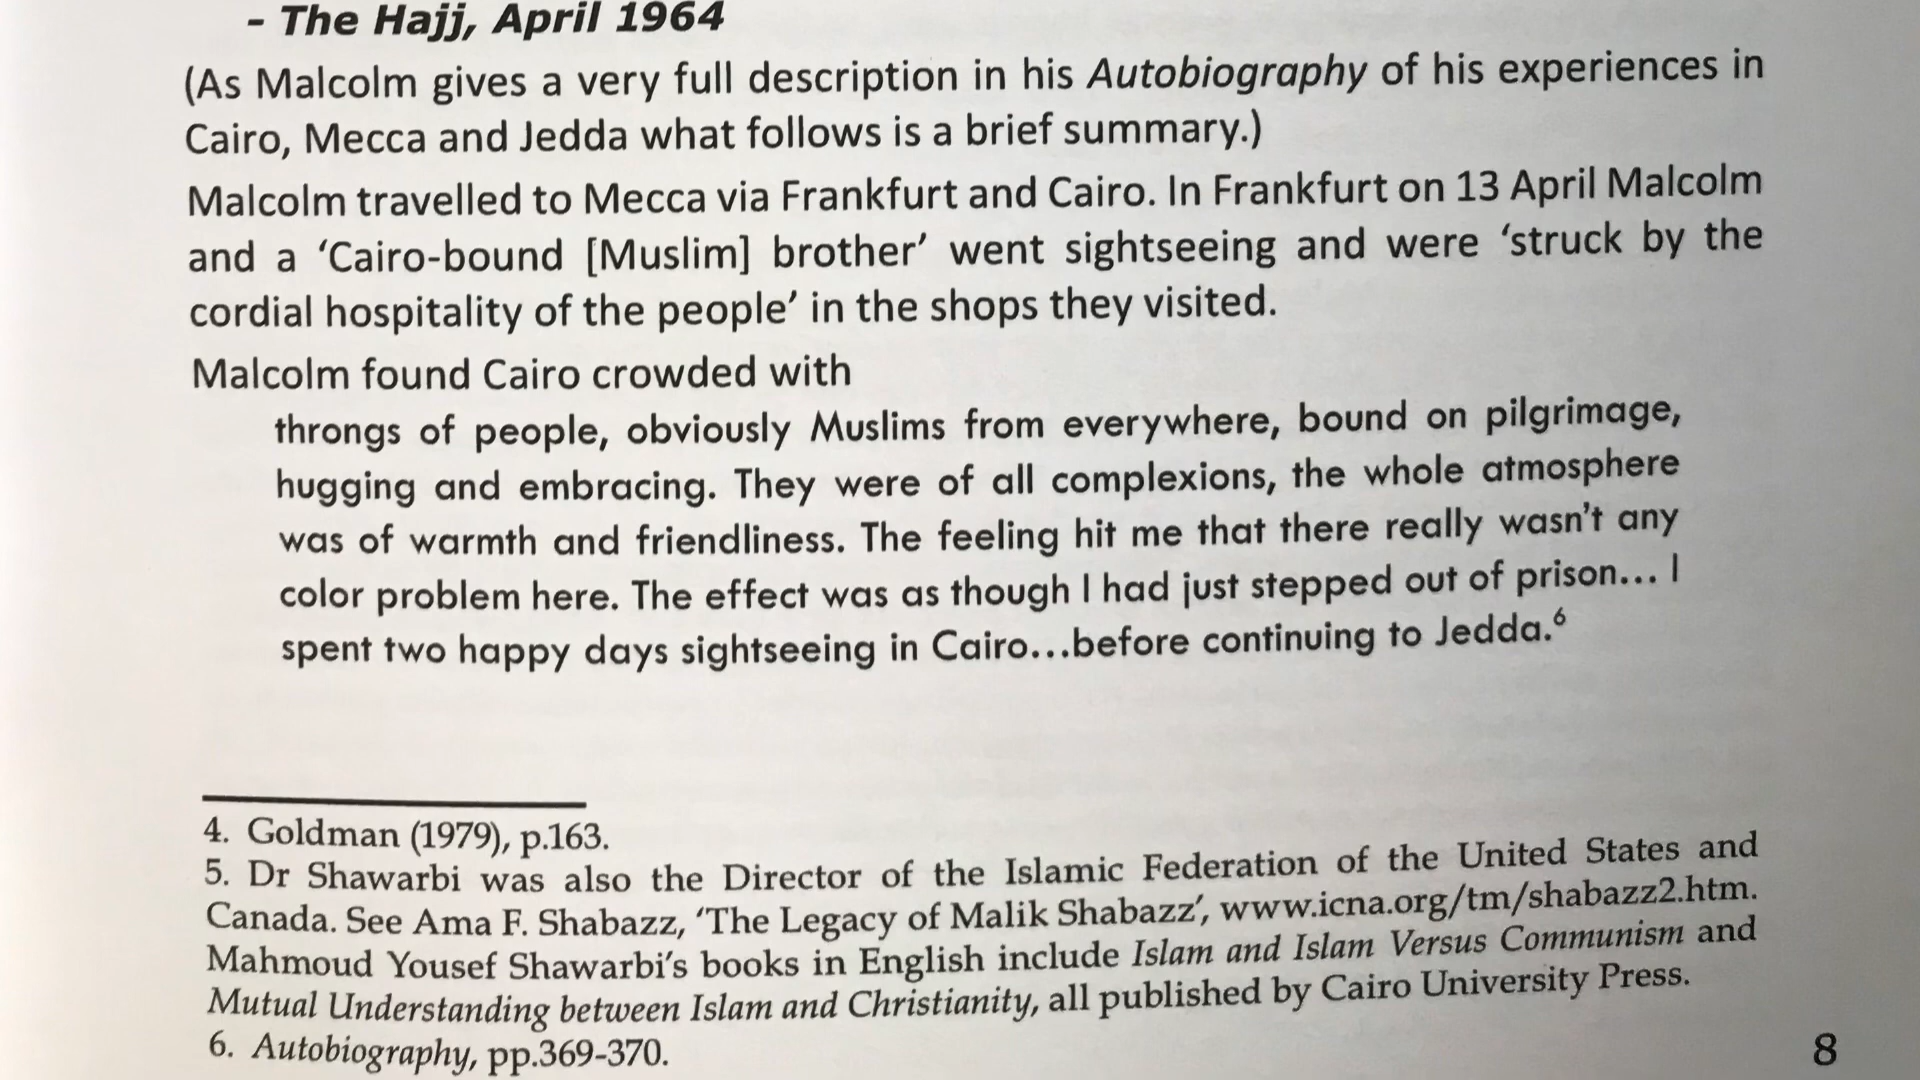 – The Hajj, April 1964
(As Malcolm gives a very full description in his Autobiography of his experiences in
Cairo, Mecca and Jedda what follows is a brief summary.)
Malcolm travelled to Mecca via Frankfurt and Cairo. In Frankfurt on 13 April Malcolm
and a ‘Cairo-bound [Muslim] brother’ went sightseeing and were ‘struck by the
cordial hospitality of the people’ in the shops they visited.
Malcolm found Cairo crowded with
throngs of people, obviously Muslims from everywhere, bound on pilgrimage,
hugging and embracing. They were of all complexions, the whole atmosphere
was of warmth and friendliness. The feeling hit me that there really wasn’t any
color problem here. The effect was as though I had just stepped out of prison... I
spent two happy days sightseeing in Cairo...before continuing to Jedda.⁶
4. Goldman (1979), p.163.
5. Dr Shawarbi was also the Director of the Islamic Federation of the United States and
Canada. See Ama F. Shabazz, ‘The Legacy of Malik Shabazz’, www.icna.org/tm/shabazz2.htm.
Mahmoud Yousef Shawarbi’s books in English include Islam and Islam Versus Communism and
Mutual Understanding between Islam and Christianity, all published by Cairo University Press.
6. Autobiography, pp.369-370.
8